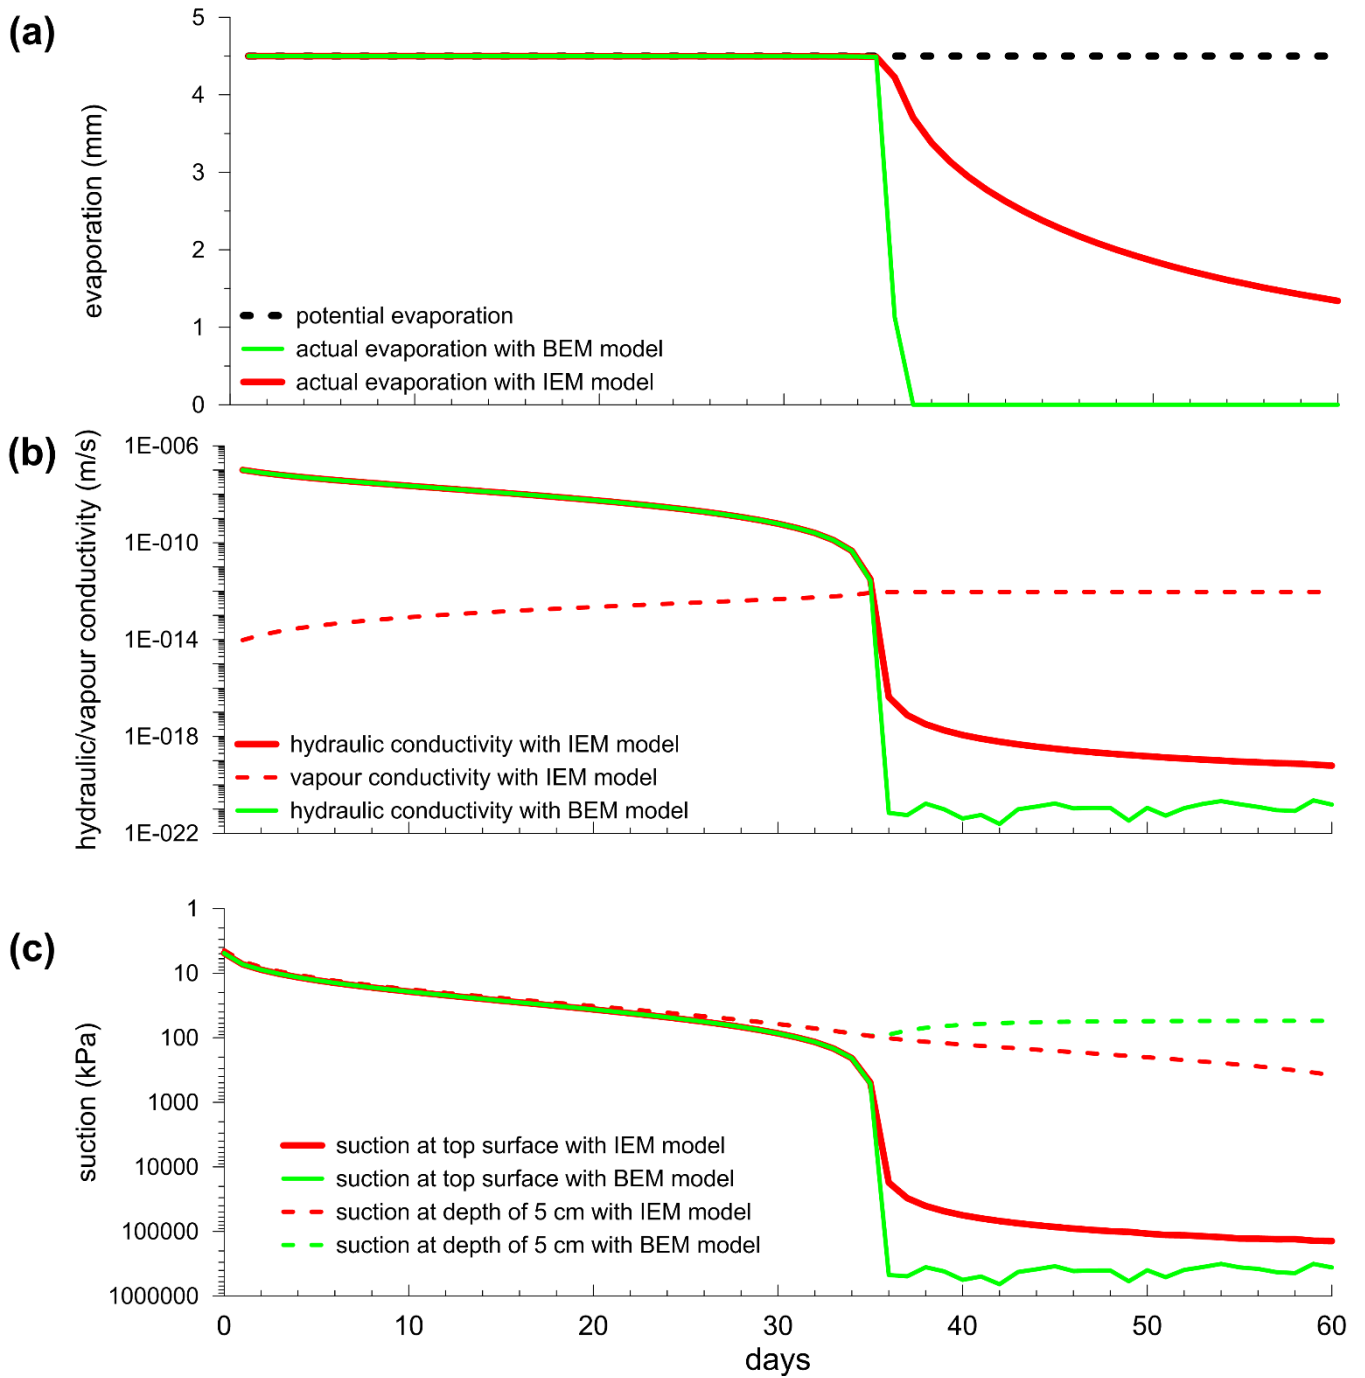 (a)
5
4
3
2
1
0
evaporation (mm)
potential evaporation
actual evaporation with BEM model
actual evaporation with IEM model
(b)
1E-006
1E-010
1E-014
1E-018
1E-022
hydraulic/vapour conductivity (m/s)
hydraulic conductivity with IEM model
vapour conductivity with IEM model
hydraulic conductivity with BEM model
(c)
1
10
100
1000
10000
100000
1000000
suction (kPa)
suction at top surface with IEM model
suction at top surface with BEM model
suction at depth of 5 cm with IEM model
suction at depth of 5 cm with BEM model
0 10 20 30 40 50 60
days